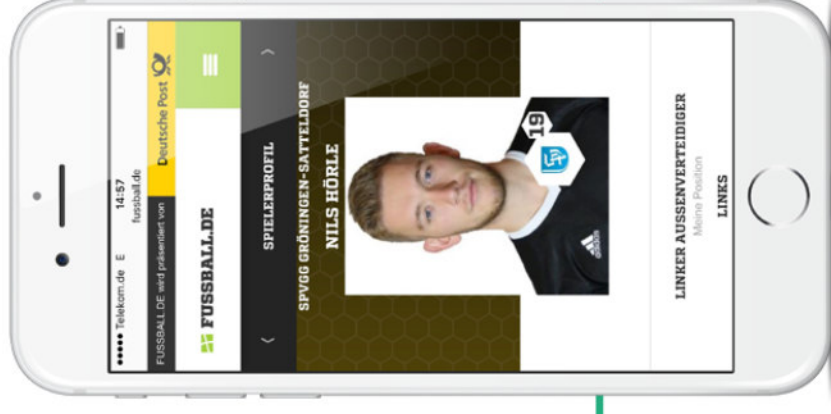 ●●●●● Telekom.de E 14:57
fussball.de
FUSSBALL.DE wird präsentiert von Deutsche Post
FUSSBALL.DE
SPIELERPROFIL
SPVGG GRÖNINGEN-SATTELDORF
NILS HÖRLE
19
adidas
LINKER AUSSENVERTEIDIGER
Meine Position
LINKS